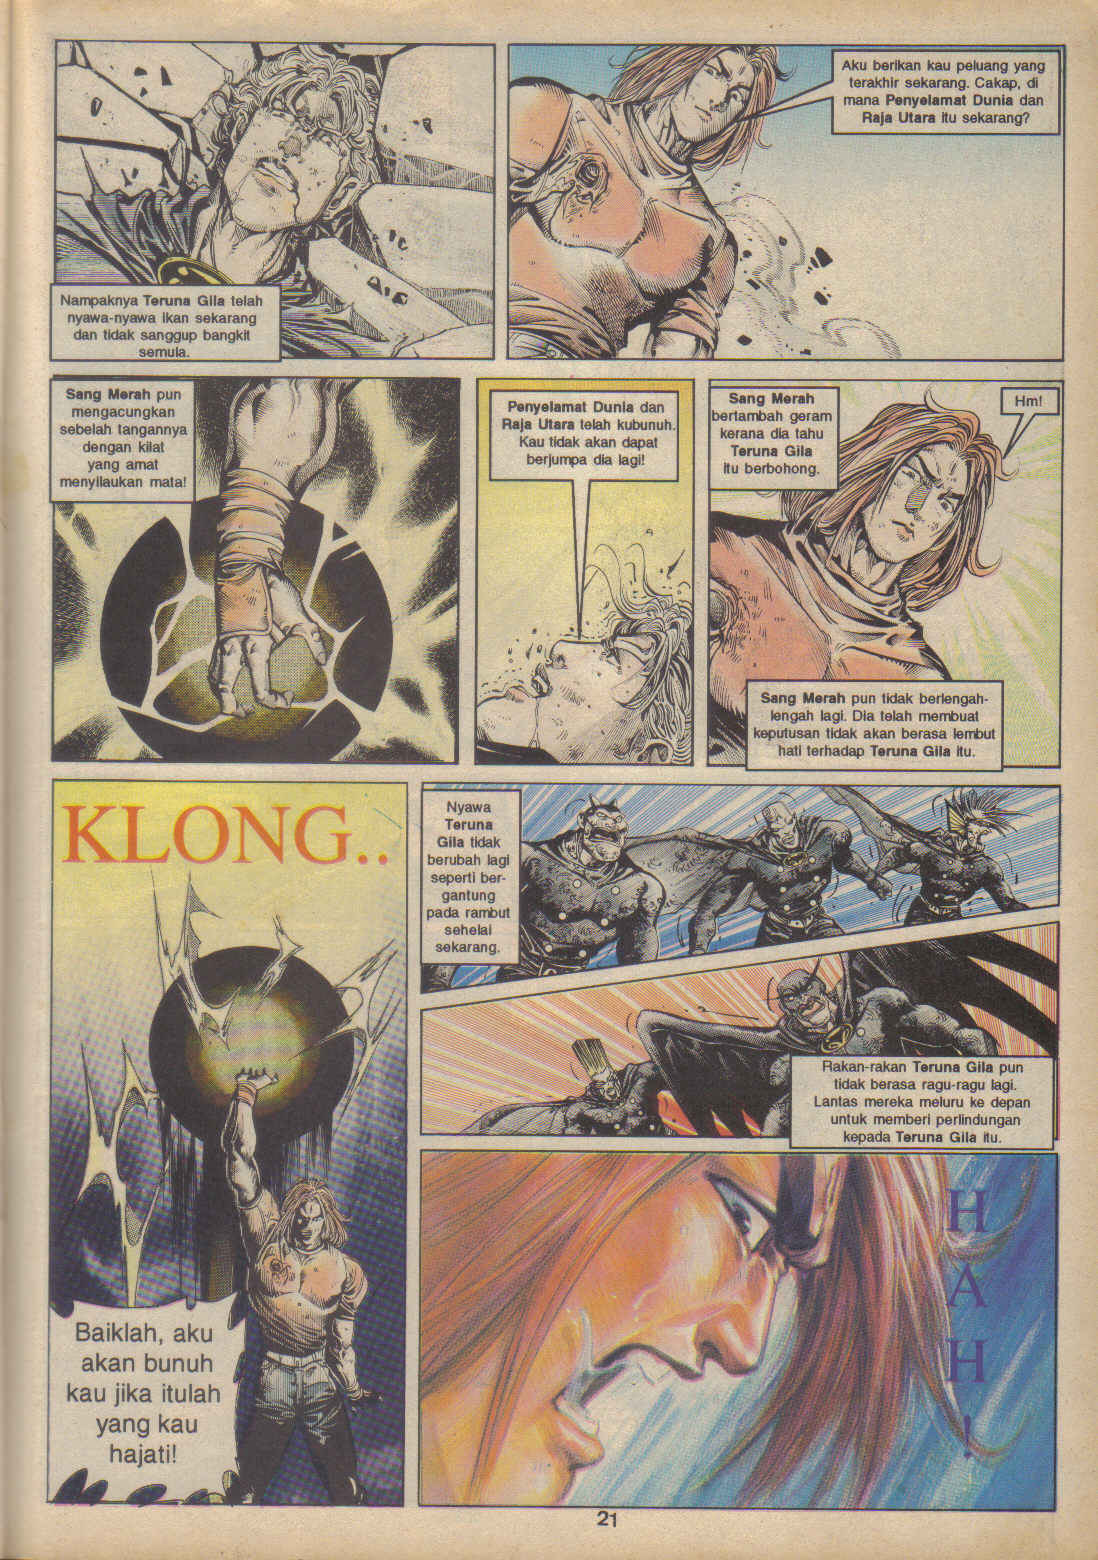 Nampaknya Teruna Gila telah
nyawa-nyawa ikan sekarang
dan tidak sanggup bangkit
semula.
Aku berikan kau peluang yang
terakhir sekarang. Cakap, di
mana Penyelamat Dunia dan
Raja Utara itu sekarang?
Sang Merah pun
mengacungkan
sebelah tangannya
dengan kilat
yang amat
menyilaukan mata!
Penyelamat Dunia dan
Raja Utara telah kubunuh.
Kau tidak akan dapat
berjumpa dia lagi!
Sang Merah
bertambah geram
kerana dia tahu
Teruna Gila
itu berbohong.
Hm!
Sang Merah pun tidak berlengah-
lengah lagi. Dia telah membuat
keputusan tidak akan berasa lembut
hati terhadap Teruna Gila itu.
KLONG..
Baiklah, aku
akan bunuh
kau jika itulah
yang kau
hajati!
Nyawa
Teruna
Gila tidak
berubah lagi
seperti ber-
gantung
pada rambut
sehelai
sekarang.
Rakan-rakan Teruna Gila pun
tidak berasa ragu-ragu lagi.
Lantas mereka meluru ke depan
untuk memberi perlindungan
kepada Teruna Gila itu.
HAH!
21